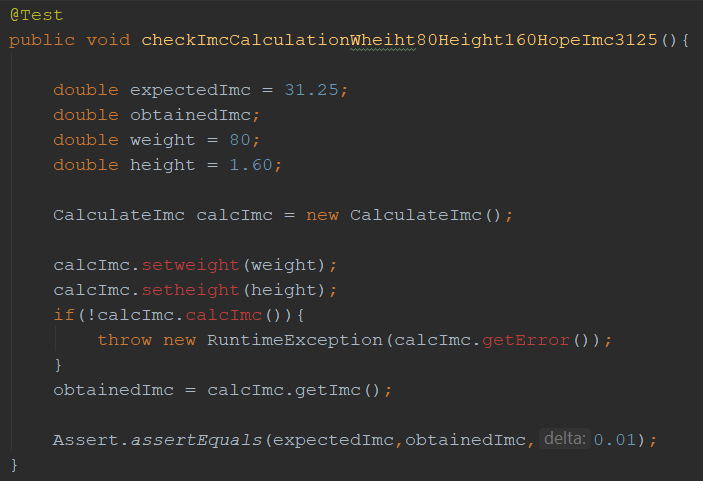 @Test
public void checkImcCalculationWheiht80Height160HopeImc3125(){
double expectedImc = 31.25;
double obtainedImc;
double weight = 80;
double height = 1.60;
CalculateImc calcImc = new CalculateImc();
calcImc.setweight(weight);
calcImc.setheight(height);
if(!calcImc.calcImc()){
throw new RuntimeException(calcImc.getError());
}
obtainedImc = calcImc.getImc();
Assert.assertEquals(expectedImc,obtainedImc, delta: 0.01);
}